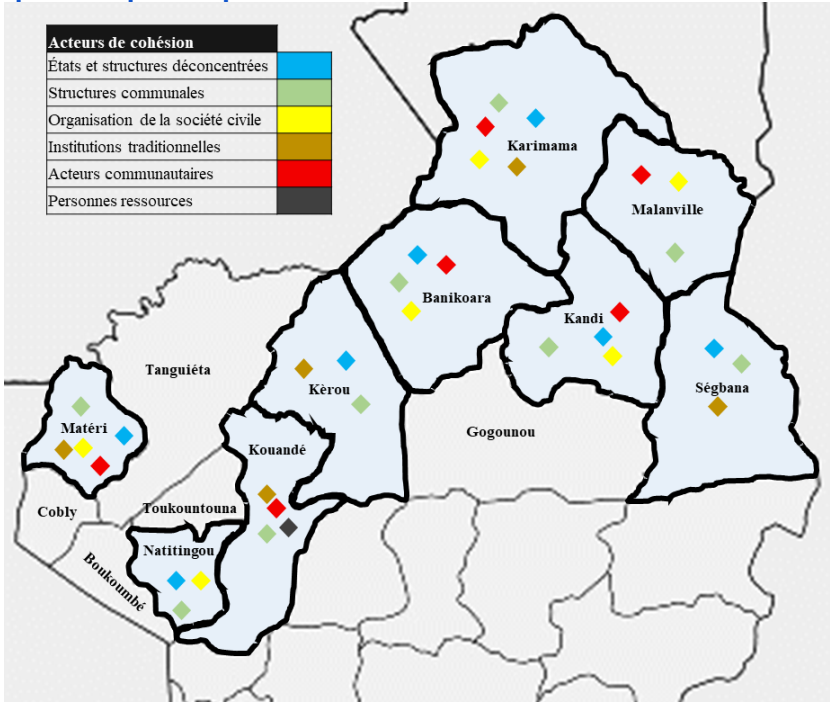 Acteurs de cohésion
États et structures déconcentrées
Structures communales
Organisation de la société civile
Institutions traditionnelles
Acteurs communautaires
Personnes ressources
Karimama
Malanville
Banikoara
Kandi
Tanguiéta
Kèrou
Ségbana
Matéri
Gogounou
Kouandé
Cobly
Toukountouna
Natitingou
Boukoumbé